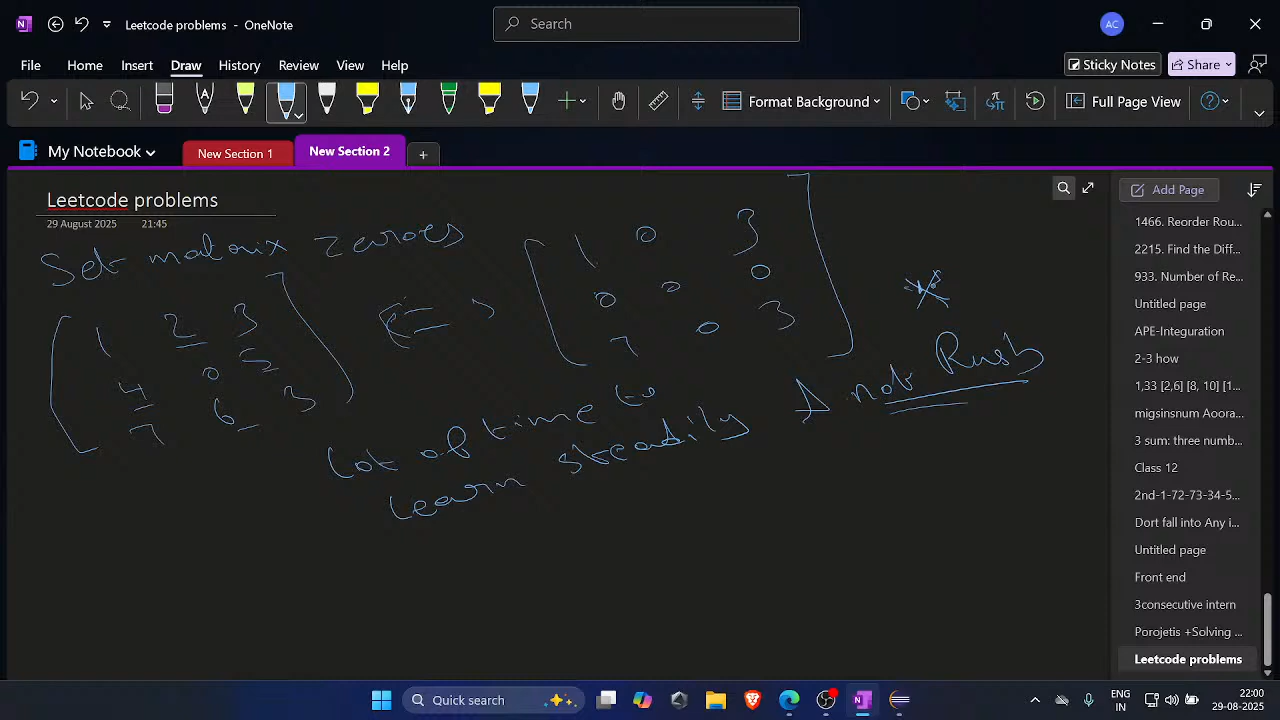 Leetcode problems - OneNote
Search
AC
File Home Insert Draw History Review View Help
Sticky Notes
Share
Format Background
Full Page View
My Notebook
New Section 1
New Section 2
Leetcode problems
29 August 2025 21:45
Set matrix zeroes
1 2 3
4 0 5
7 6 3
1 0 3
0 0 0
7 0 3
Lot of time to
learn steadily & not Rush
Add Page
1466. Reorder Rou...
2215. Find the Diff...
933. Number of Re...
Untitled page
APE-Integration
2-3 how
1,33 [2,6] [8, 10] [1...
migsinsnum Aoora...
3 sum: three numb...
Class 12
2nd-1-72-73-34-5...
Dort fall into Any i...
Untitled page
Front end
3consecutive intern
Porojetis +Solving ...
Leetcode problems
Quick search
ENG
IN
22:00
29-08-2025